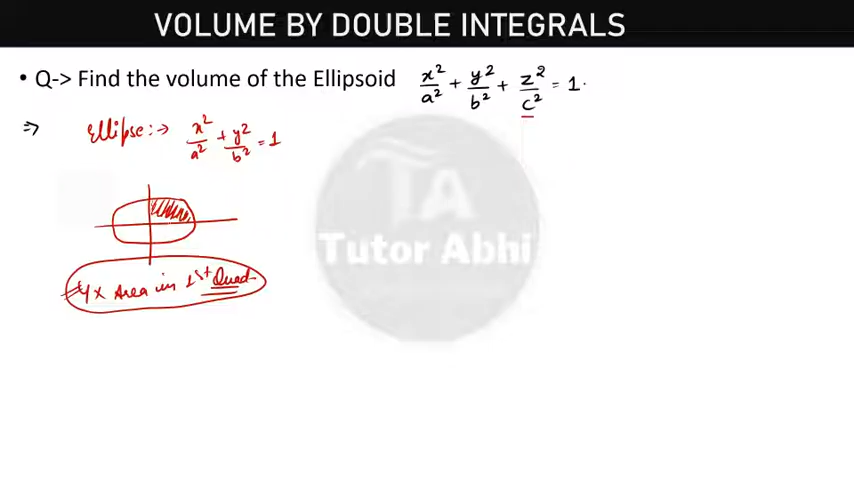 VOLUME BY DOUBLE INTEGRALS
• Q-> Find the volume of the Ellipsoid x²/a² + y²/b² + z²/c² = 1.
⇒ Ellipse :→ x²/a² + y²/b² = 1
4 x Area in 1st Quad
TA
Tutor Abhi